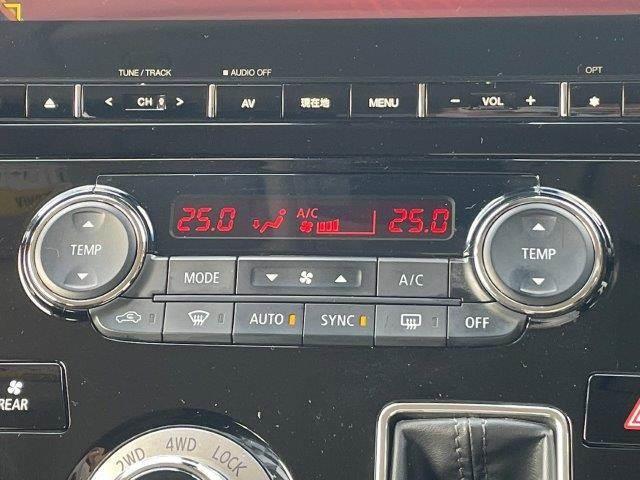 TUNE / TRACK AUDIO OFF OPT
CH AV 現在地 MENU − VOL +
25.0 A/C 25.0
TEMP TEMP
MODE A/C
AUTO SYNC OFF
REAR
2WD 4WD LOCK